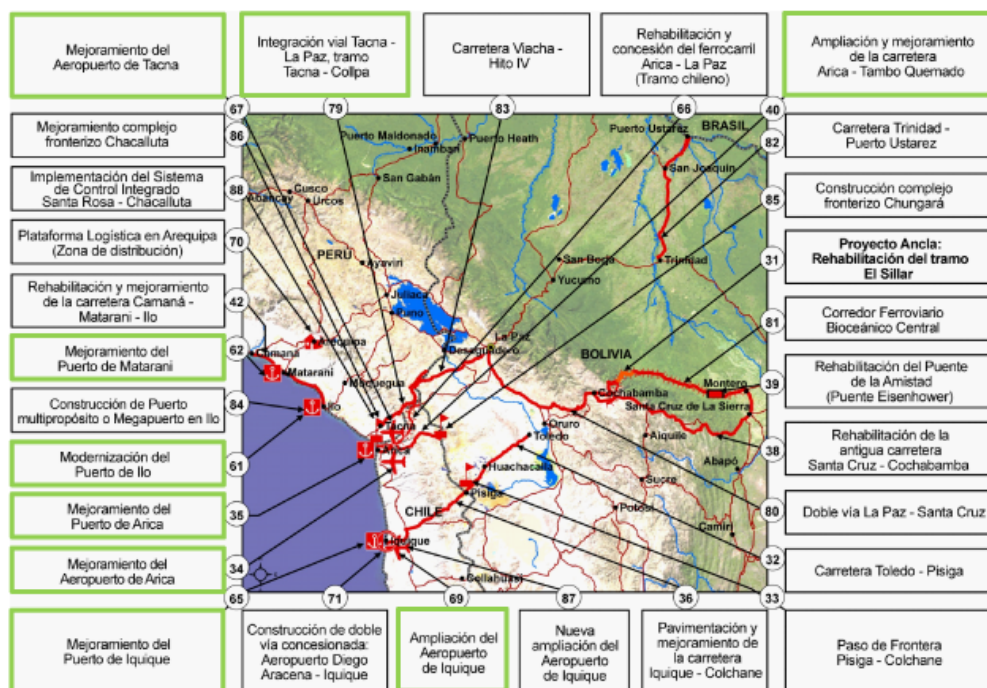 Mejoramiento del
Aeropuerto de Tacna
Integración vial Tacna -
La Paz, tramo
Tacna - Collpa
Carretera Viacha -
Hito IV
Rehabilitación y
concesión del ferrocarril
Arica - La Paz
(Tramo chileno)
Ampliación y mejoramiento
de la carretera
Arica - Tambo Quemado
67
79
83
66
40
Mejoramiento complejo
fronterizo Chacalluta
86
Implementación del Sistema
de Control Integrado
Santa Rosa - Chacalluta
88
Plataforma Logística en Arequipa
(Zona de distribución)
70
Rehabilitación y mejoramiento
de la carretera Camaná -
Matarani - Ilo
42
Mejoramiento del
Puerto de Matarani
62
Construcción de Puerto
multipropósito o Megapuerto en Ilo
84
Modernización del
Puerto de Ilo
61
Mejoramiento del
Puerto de Arica
35
Mejoramiento del
Aeropuerto de Arica
34
Puerto Maldonado
Puerto Heath
Inambari
San Gabán
Cusco
Abancay
Urcos
PERÚ
Ayaviri
Juliaca
Puno
Desaguadero
La Paz
Arequipa
Camaná
Matarani
Moquegua
Ilo
Tacna
Arica
CHILE
Iquique
Collahuasi
Pisiga
Huachacalla
Toledo
Oruro
BOLIVIA
Cochabamba
Montero
Santa Cruz de La Sierra
Aiquile
Abapó
Sucre
Potosí
Camiri
Puerto Ustarez
BRASIL
San Joaquín
San Borja
Trinidad
Yucumo
82
Carretera Trinidad -
Puerto Ustarez
85
Construcción complejo
fronterizo Chungará
31
Proyecto Ancla:
Rehabilitación del tramo
El Sillar
81
Corredor Ferroviario
Bioceánico Central
39
Rehabilitación del Puente
de la Amistad
(Puente Eisenhower)
38
Rehabilitación de la
antigua carretera
Santa Cruz - Cochabamba
80
Doble vía La Paz - Santa Cruz
32
Carretera Toledo - Pisiga
65
71
69
87
36
33
Mejoramiento del
Puerto de Iquique
Construcción de doble
vía concesionada:
Aeropuerto Diego
Aracena - Iquique
Ampliación del
Aeropuerto
de Iquique
Nueva
ampliación del
Aeropuerto
de Iquique
Pavimentación y
mejoramiento de
la carretera
Iquique - Colchane
Paso de Frontera
Pisiga - Colchane